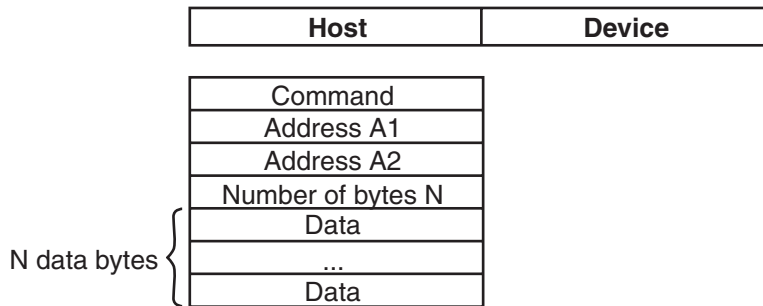 Host Device
Command
Address A1
Address A2
Number of bytes N
Data
N data bytes ...
Data